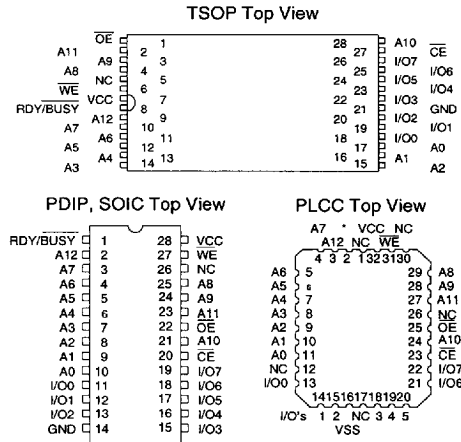 TSOP Top View
OE 1 28 A10
A11 2 27 CE
A9 3 26 I/O7
A8 4 25 I/O6
NC 5 24 I/O5
WE 6 23 I/O4
VCC 7 22 I/O3
RDY/BUSY 8 21 GND
A12 9 20 I/O2
A7 10 19 I/O1
A6 11 18 I/O0
A5 12 17 A0
A4 13 16 A1
A3 14 15 A2
PDIP, SOIC Top View
RDY/BUSY 1 28 VCC
A12 2 27 WE
A7 3 26 NC
A6 4 25 A8
A5 5 24 A9
A4 6 23 A11
A3 7 22 OE
A2 8 21 A10
A1 9 20 CE
A0 10 19 I/O7
I/O0 11 18 I/O6
I/O1 12 17 I/O5
I/O2 13 16 I/O4
GND 14 15 I/O3
PLCC Top View
A7 * VCC NC
A12 NC WE
4 3 2 1 32 31 30
A6 5 29 A8
A5 6 28 A9
A4 7 27 A11
A3 8 26 NC
A2 9 25 OE
A1 10 24 A10
A0 11 23 CE
NC 12 22 I/O7
I/O0 13 21 I/O6
14 15 16 17 18 19 20
I/O's 1 2 NC 3 4 5
VSS